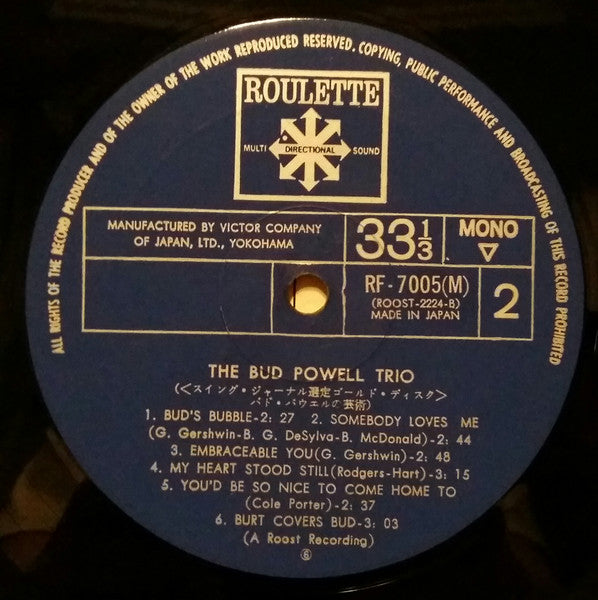 ALL RIGHTS OF THE RECORD PRODUCER AND OF THE OWNER OF THE WORK REPRODUCED RESERVED. COPYING, PUBLIC PERFORMANCE AND BROADCASTING OF THIS RECORD PROHIBITED
ROULETTE
MULTI DIRECTIONAL SOUND
MANUFACTURED BY VICTOR COMPANY
OF JAPAN, LTD., YOKOHAMA
33 1/3
MONO
RF-7005(M)
(ROOST-2224-B)
MADE IN JAPAN
2
THE BUD POWELL TRIO
(<スイング・ジャーナル選定ゴールド・ディスク>
バド・パウエルの芸術)
1. BUD'S BUBBLE-2: 27 2. SOMEBODY LOVES ME
(G. Gershwin-B. G. DeSylva-B. McDonald)-2: 44
3. EMBRACEABLE YOU(G. Gershwin)-2: 48
4. MY HEART STOOD STILL(Rodgers-Hart)-3: 15
5. YOU'D BE SO NICE TO COME HOME TO
(Cole Porter)-2: 37
6. BURT COVERS BUD-3: 03
(A Roost Recording)
⑥